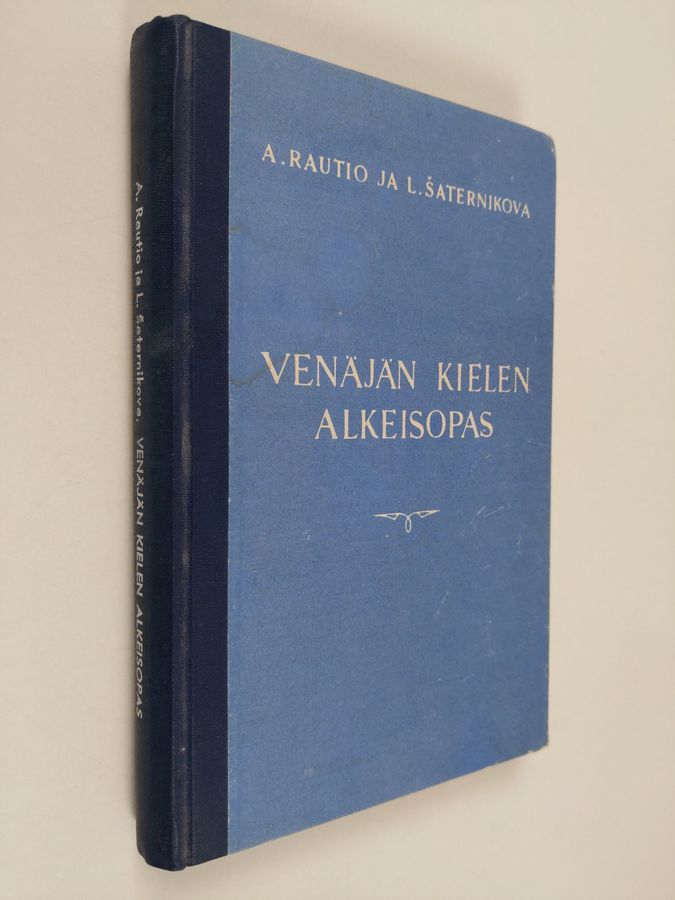 A. RAUTIO JA L. ŠATERNIKOVA
VENÄJÄN KIELEN
ALKEISOPAS
A. Rautio ja L. Šaternikova, VENÄJÄN KIELEN ALKEISOPAS